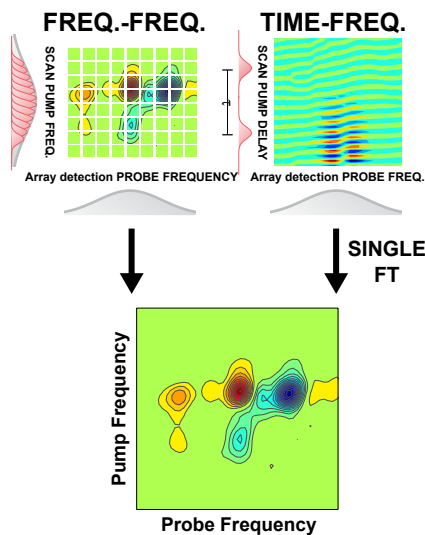 FREQ.-FREQ.
TIME-FREQ.
SCAN PUMP FREQ.
τ
SCAN PUMP DELAY
Array detection PROBE FREQUENCY
Array detection PROBE FREQ.
SINGLE
FT
Pump Frequency
Probe Frequency